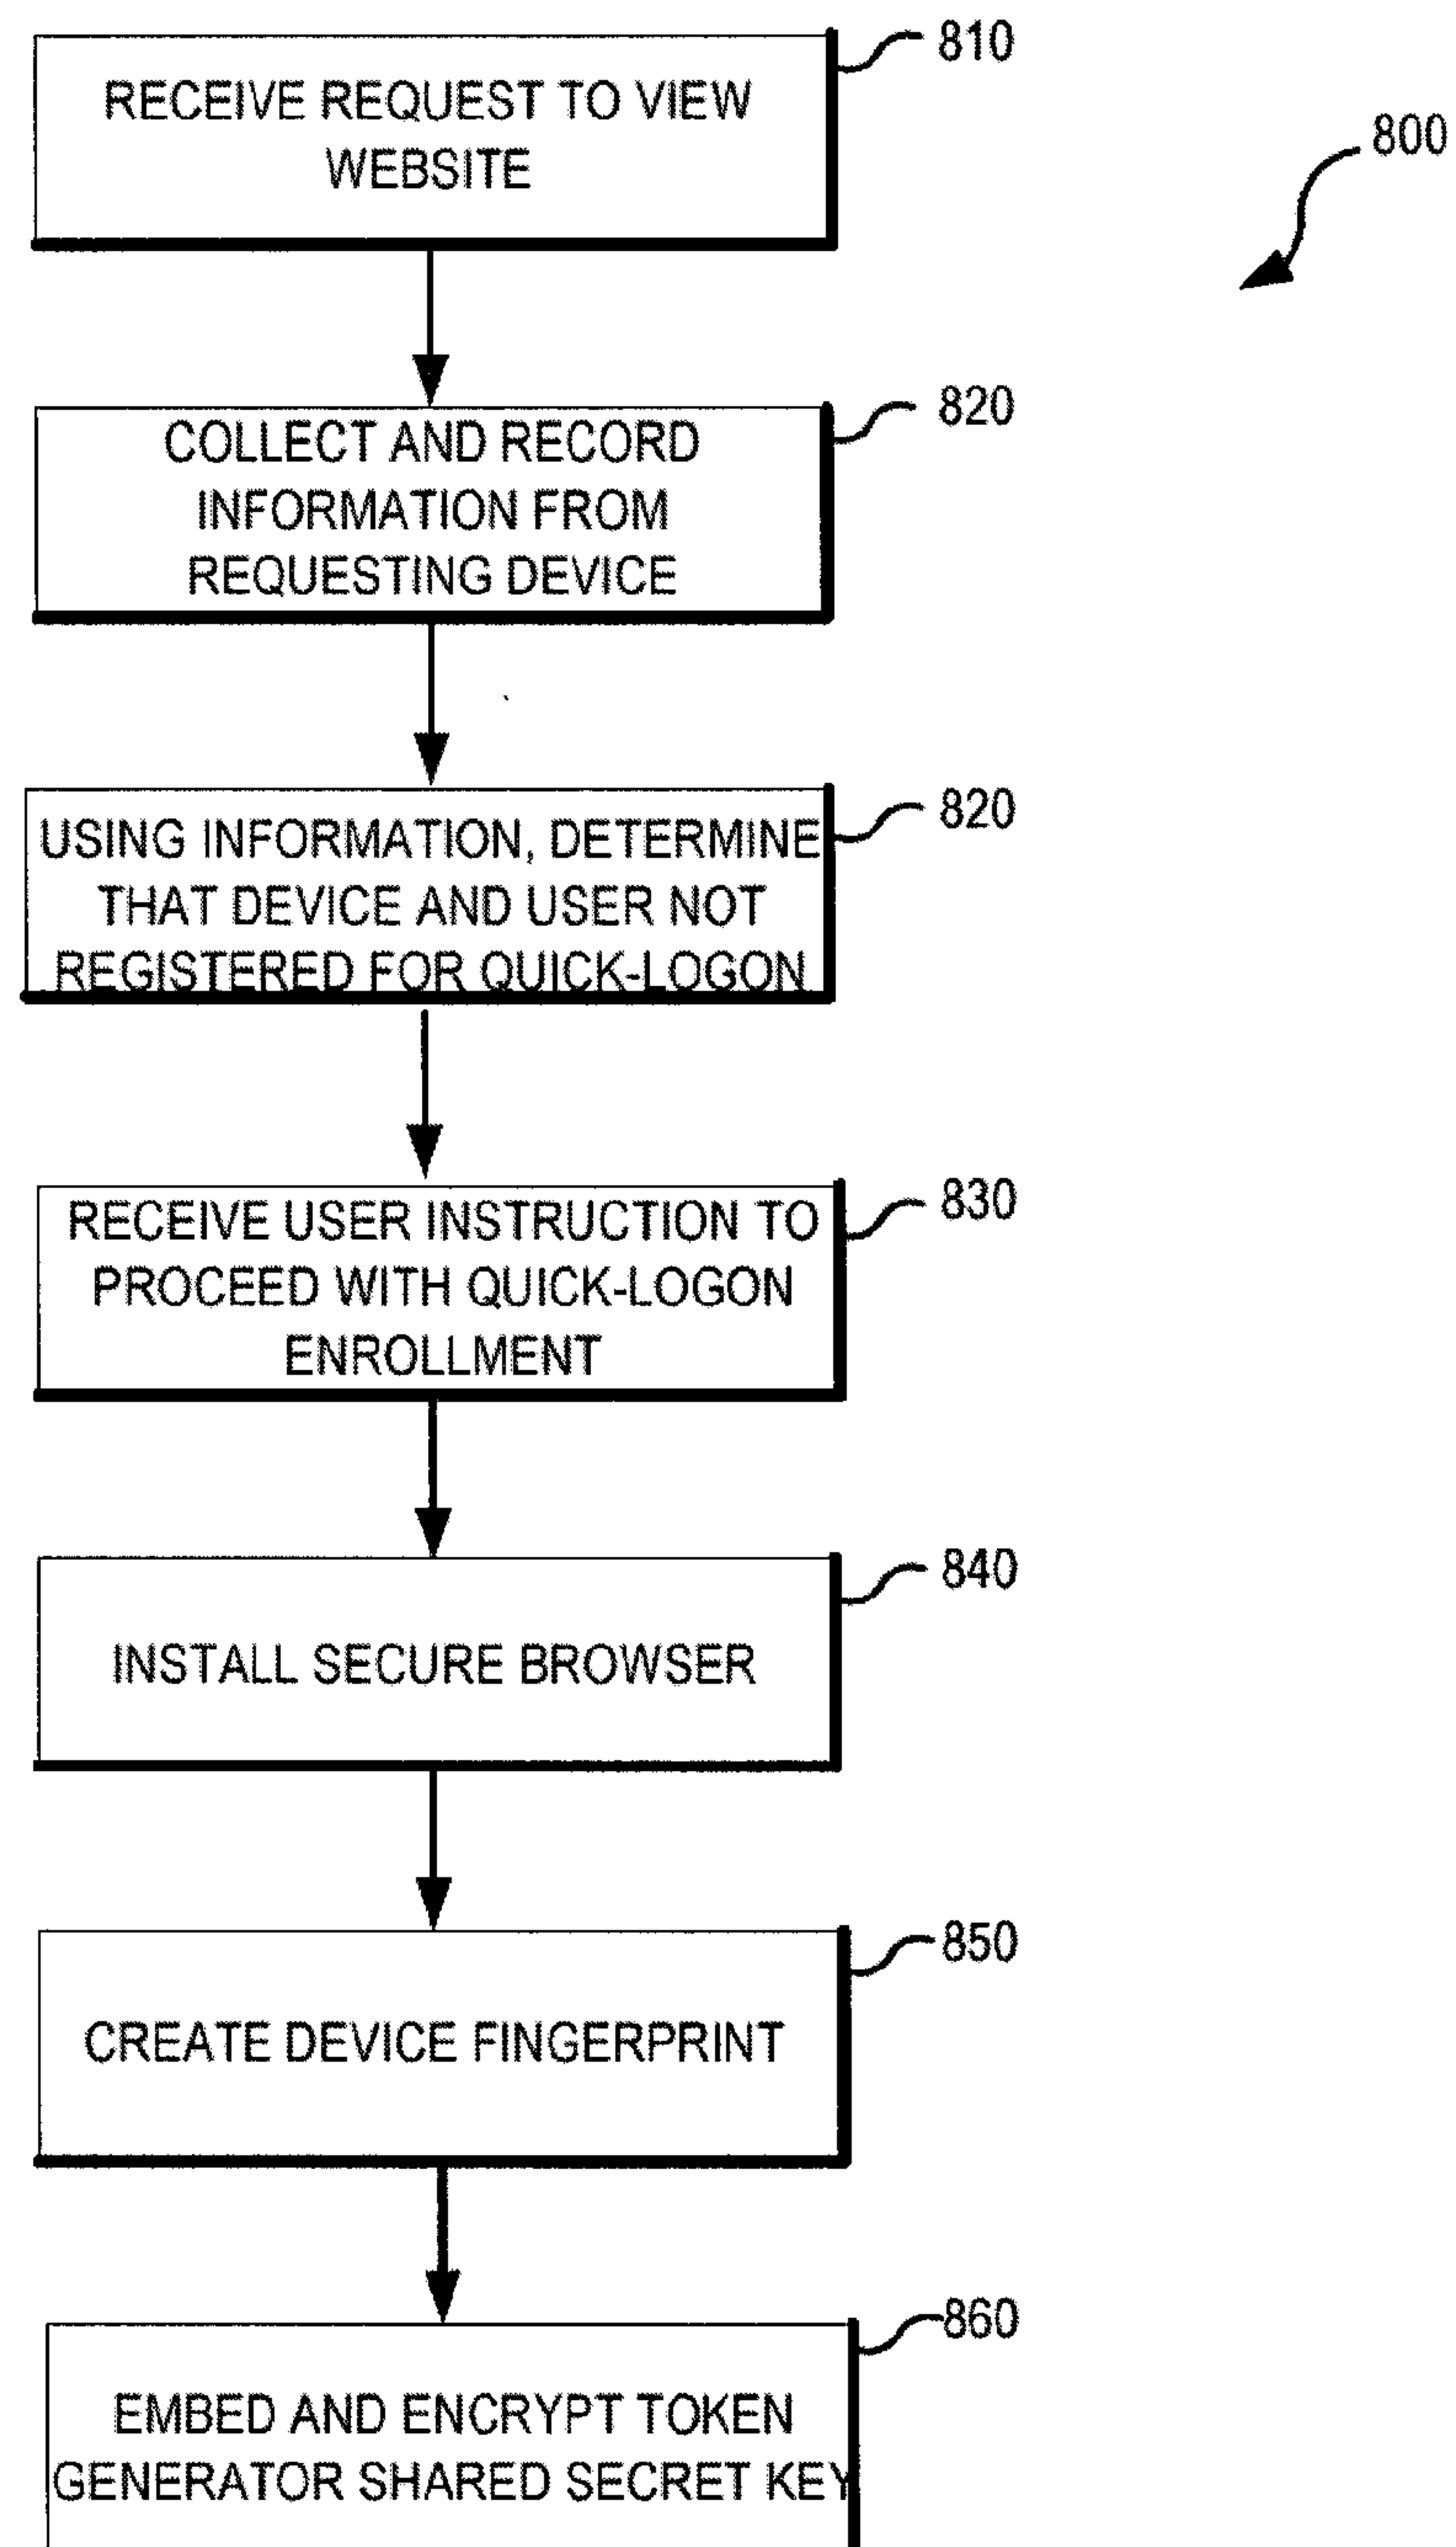 810
RECEIVE REQUEST TO VIEW
WEBSITE
800
820
COLLECT AND RECORD
INFORMATION FROM
REQUESTING DEVICE
820
USING INFORMATION, DETERMINE
THAT DEVICE AND USER NOT
REGISTERED FOR QUICK-LOGON
830
RECEIVE USER INSTRUCTION TO
PROCEED WITH QUICK-LOGON
ENROLLMENT
840
INSTALL SECURE BROWSER
850
CREATE DEVICE FINGERPRINT
860
EMBED AND ENCRYPT TOKEN
GENERATOR SHARED SECRET KEY